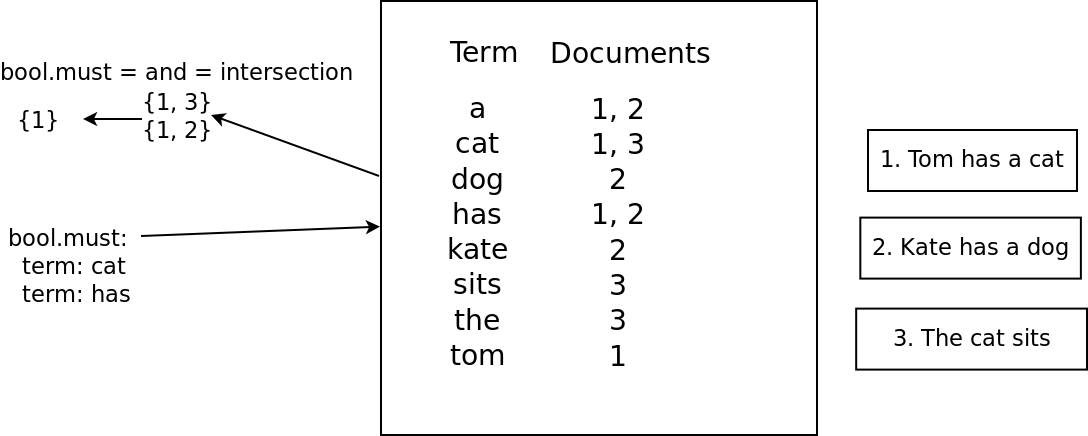 bool.must = and = intersection
{1, 3}
{1, 2}
{1}
bool.must:
term: cat
term: has
Term Documents
a 1, 2
cat 1, 3
dog 2
has 1, 2
kate 2
sits 3
the 3
tom 1
1. Tom has a cat
2. Kate has a dog
3. The cat sits